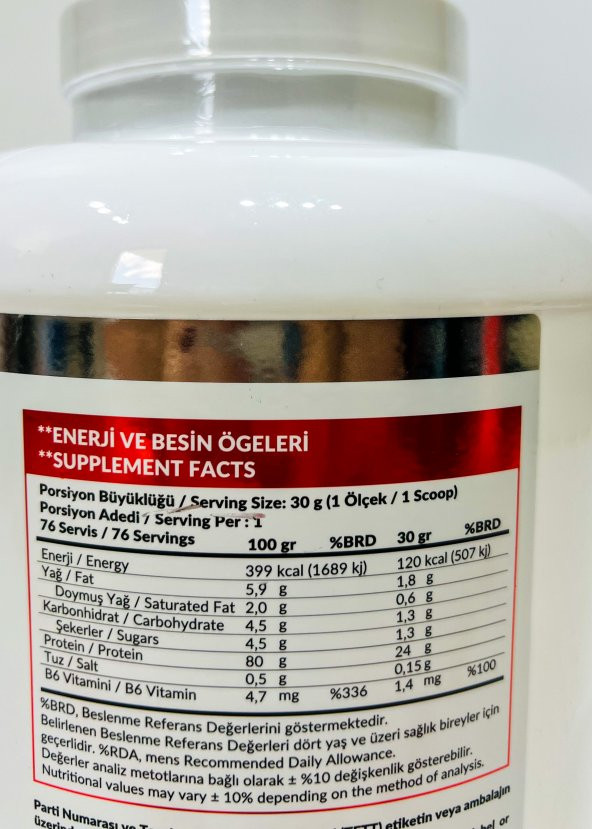 **ENERJİ VE BESİN ÖGELERİ
**SUPPLEMENT FACTS
Porsiyon Büyüklüğü / Serving Size: 30 g (1 Ölçek / 1 Scoop)
Porsiyon Adedi / Serving Per : 1
76 Servis / 76 Servings 100 gr %BRD 30 gr %BRD
Enerji / Energy 399 kcal (1689 kj) 120 kcal (507 kj)
Yağ / Fat 5,9 g 1,8 g
Doymuş Yağ / Saturated Fat 2,0 g 0,6 g
Karbonhidrat / Carbohydrate 4,5 g 1,3 g
Şekerler / Sugars 4,5 g 1,3 g
Protein / Protein 80 g 24 g
Tuz / Salt 0,5 g 0,15 g
B6 Vitamini / B6 Vitamin 4,7 mg %336 1,4 mg %100
%BRD, Beslenme Referans Değerlerini göstermektedir.
Belirlenen Beslenme Referans Değerleri dört yaş ve üzeri sağlık bireyler için
geçerlidir. %RDA, mens Recommended Daily Allowance.
Değerler analiz metotlarına bağlı olarak ± %10 değişkenlik gösterebilir.
Nutritional values may vary ± 10% depending on the method of analysis.
Parti Numarası etiketin veya ambalajın
or